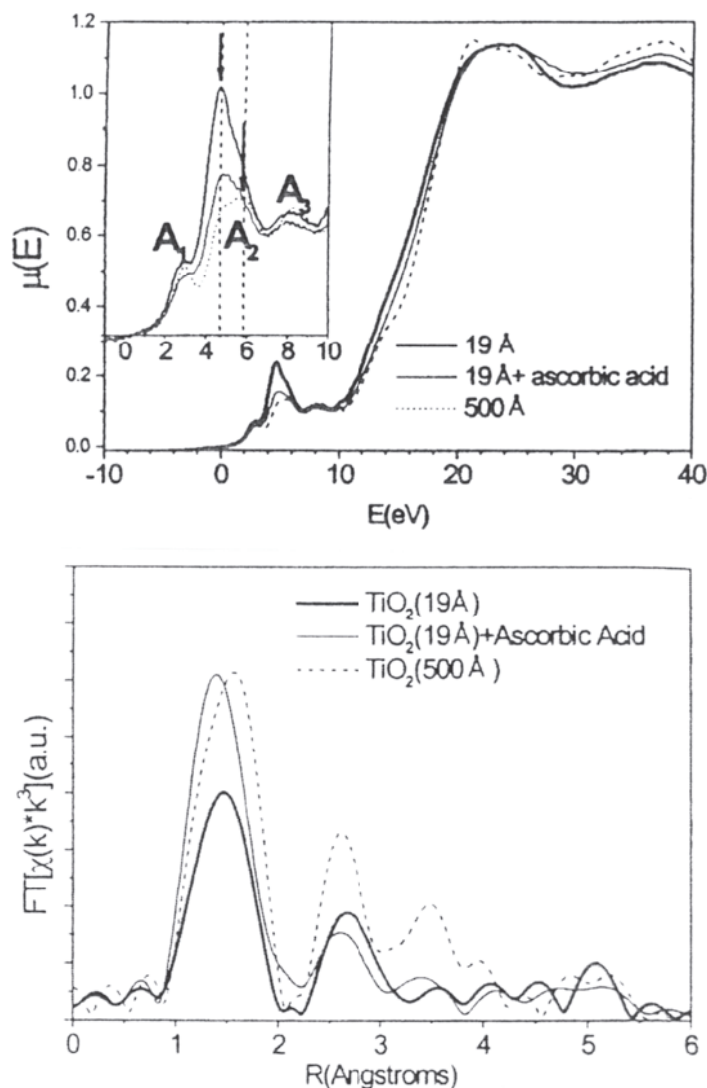 1.2
1.0
0.8
0.6
0.4
0.2
0.0
μ(E)
A₁
A₂
A₃
0 2 4 6 8 10
19 Å
19 Å+ ascorbic acid
500 Å
-10 0 10 20 30 40
E(eV)
TiO₂(19Å)
TiO₂(19Å)+Ascorbic Acid
TiO₂(500 Å)
FT[χ(k)*k³](a.u.)
0 1 2 3 4 5 6
R(Angstroms)